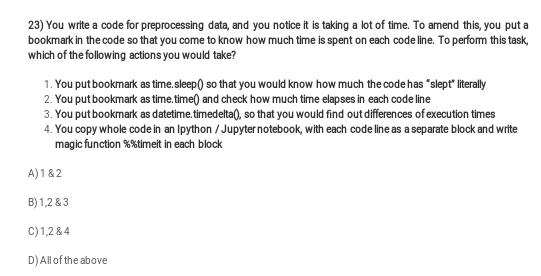 23) You write a code for preprocessing data, and you notice it is taking a lot of time. To amend this, you put a
bookmark in the code so that you come to know how much time is spent on each code line. To perform this task,
which of the following actions you would take?
1. You put bookmark as time.sleep() so that you would know how much the code has “slept” literally
2. You put bookmark as time.time() and check how much time elapses in each code line
3. You put bookmark as datetime.timedelta(), so that you would find out differences of execution times
4. You copy whole code in an Ipython / Jupyter notebook, with each code line as a separate block and write
magic function %%timeit in each block
A) 1 & 2
B) 1,2 & 3
C) 1,2 & 4
D) All of the above